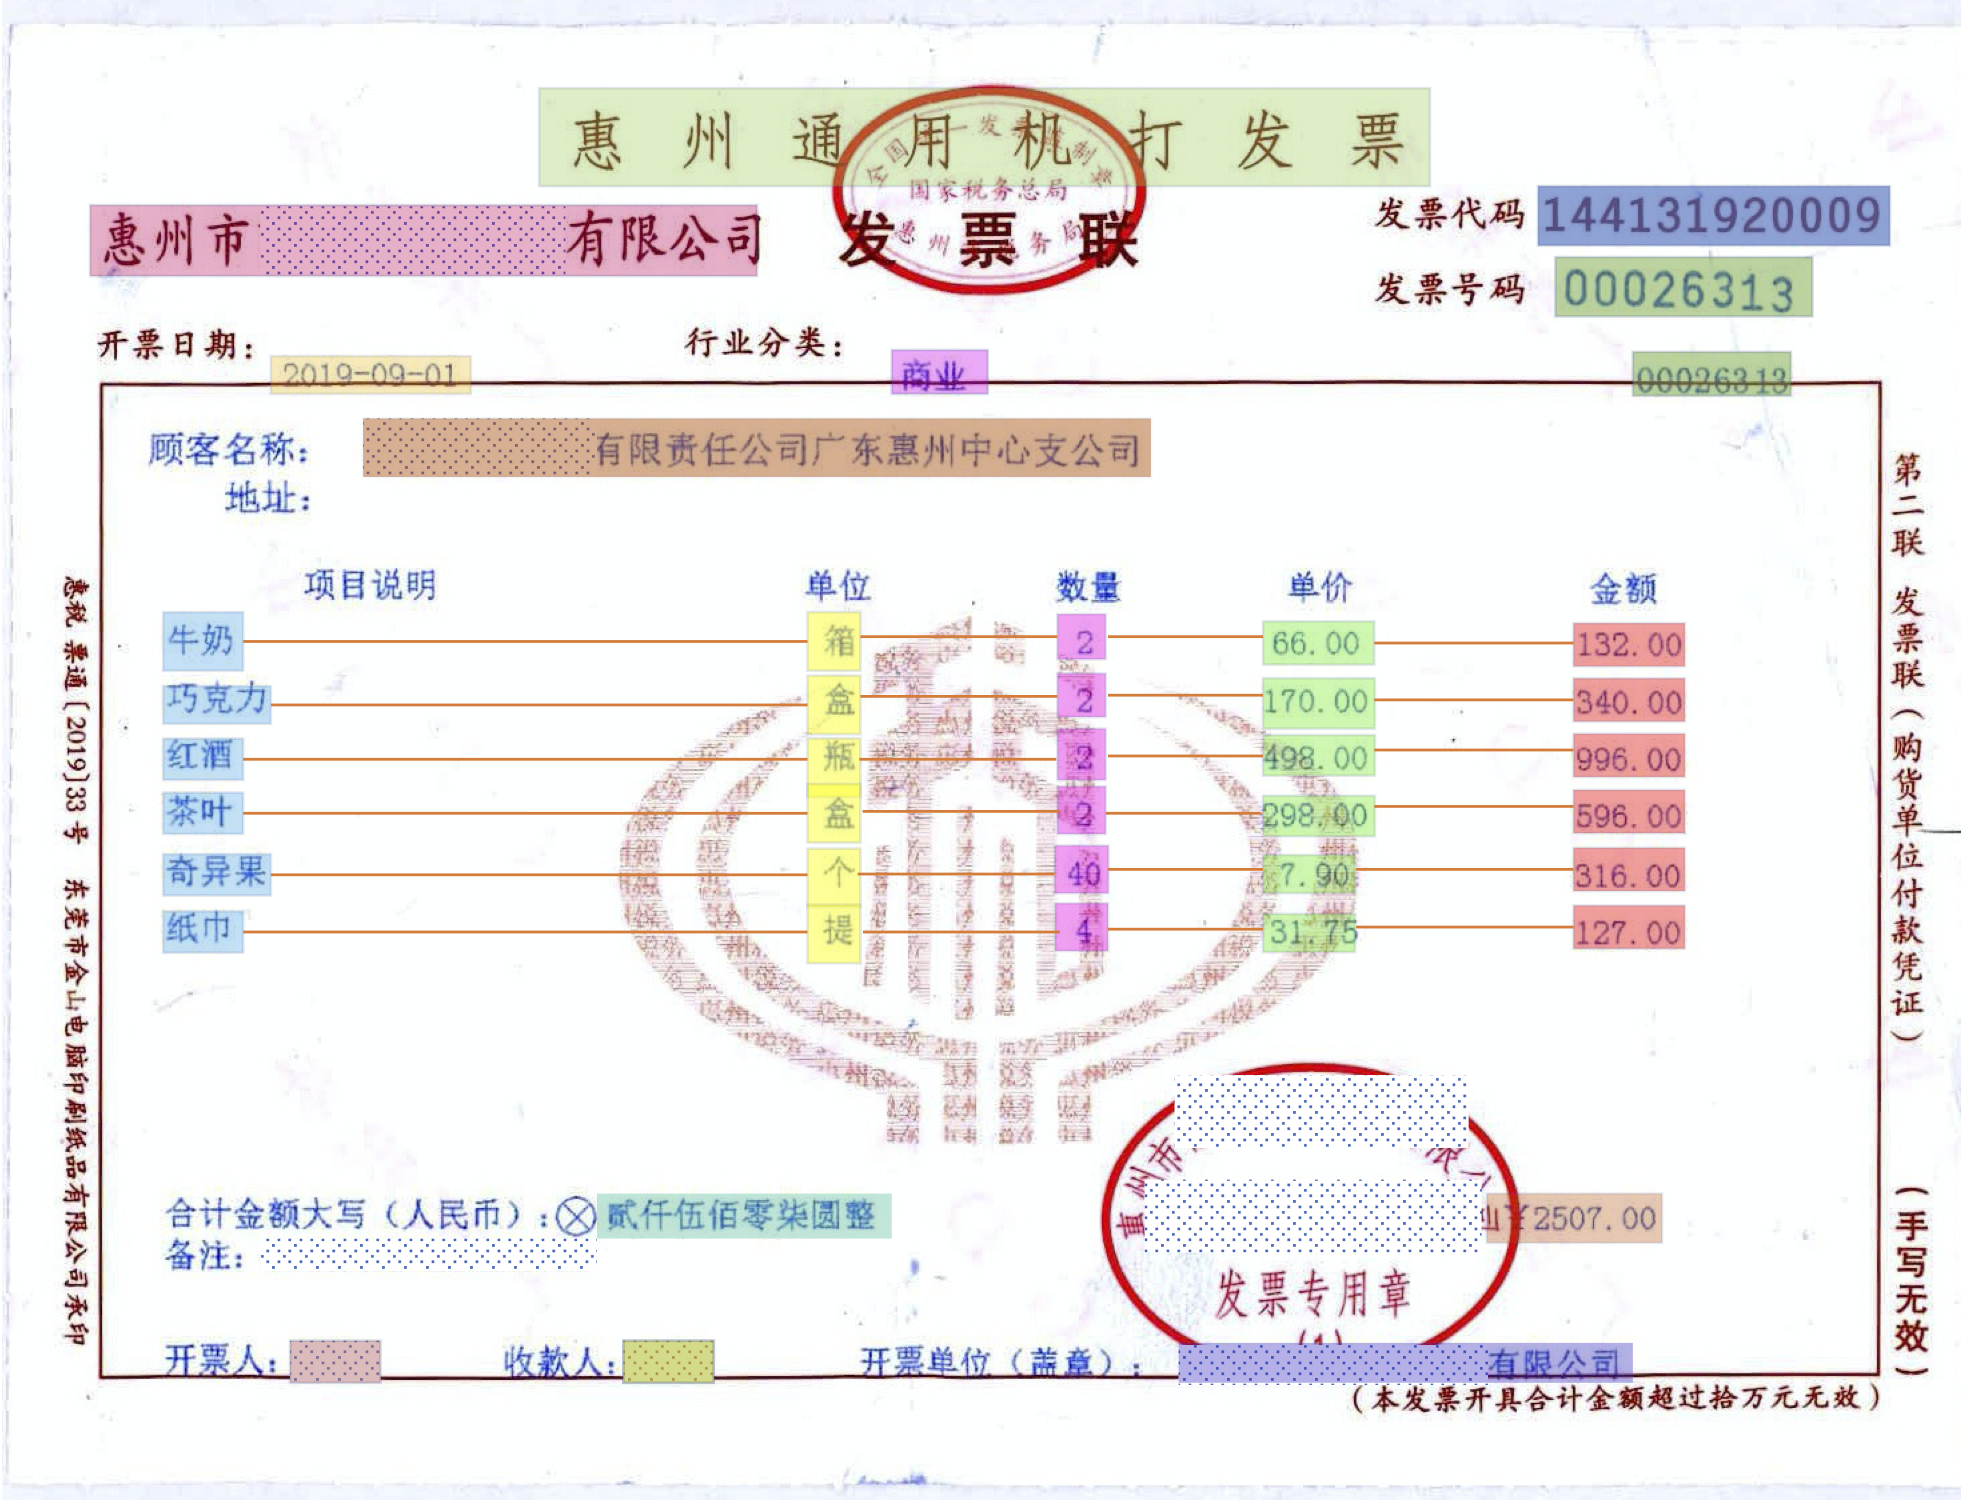 惠州通用机打发票
全国统一发票监制章
国家税务总局
惠州 税务局
发票联
惠州市 有限公司
发票代码 144131920009
发票号码 00026313
开票日期: 2019-09-01
行业分类: 商业
00026313
顾客名称: 有限责任公司广东惠州中心支公司
地址:
项目说明 单位 数量 单价 金额
牛奶 箱 2 66.00 132.00
巧克力 盒 2 170.00 340.00
红酒 瓶 2 498.00 996.00
茶叶 盒 2 298.00 596.00
奇异果 个 40 7.90 316.00
纸巾 提 4 31.75 127.00
合计金额大写（人民币）:ⓧ贰仟伍佰零柒圆整 ¥2507.00
备注:
州市 限公
发票专用章
(1)
开票人: 收款人: 开票单位（盖章）: 有限公司
（本发票开具合计金额超过拾万元无效）
惠税 票通〔2019〕33号 东莞市金山电脑印刷纸品有限公司承印
第二联 发票联（购货单位付款凭证）
（手写无效）